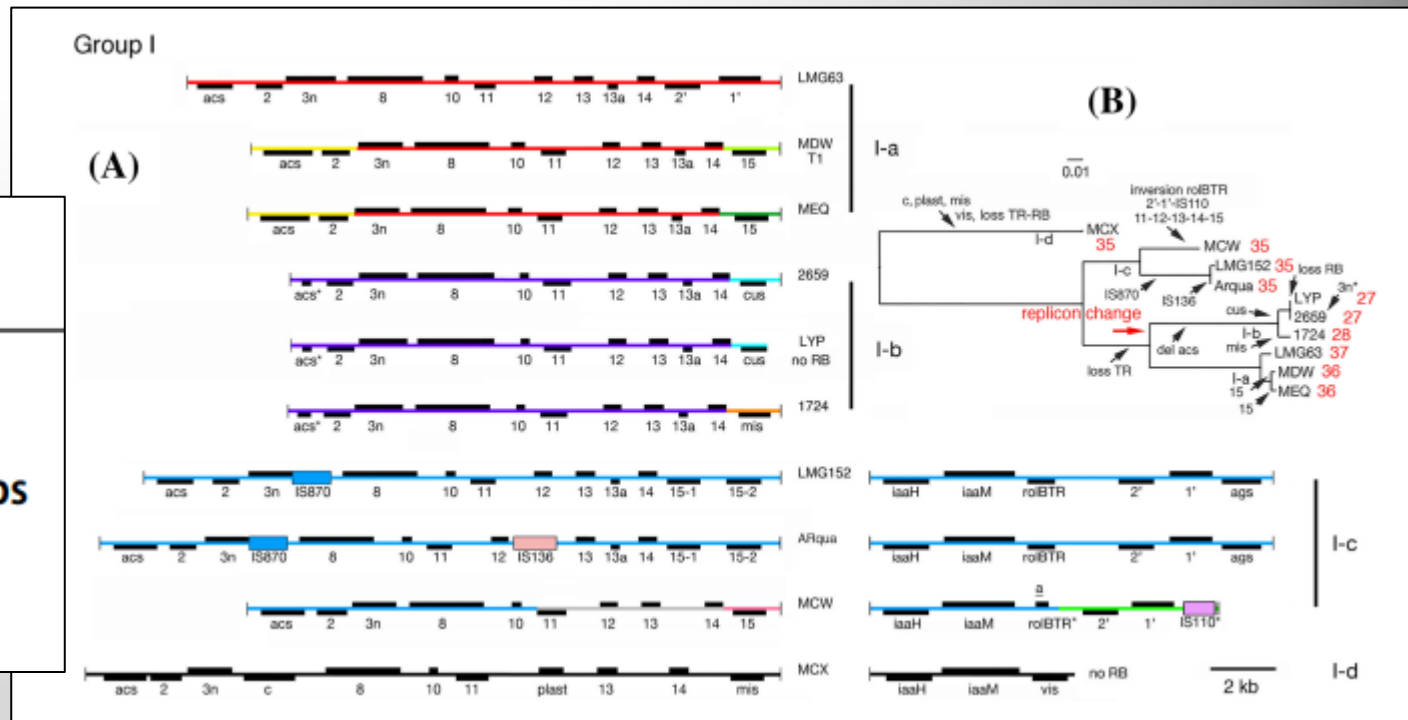 Group I
(A)
LMG63
acs 2 3n 8 10 11 12 13 13a 14 2' 1'
MDW
T1
acs 2 3n 8 10 11 12 13 13a 14 15
I-a
MEQ
acs 2 3n 8 10 11 12 13 13a 14 15
2659
acs* 2 3n 8 10 11 12 13 13a 14 cus
LYP
no RB
acs* 2 3n 8 10 11 12 13 13a 14 cus
I-b
1724
acs* 2 3n 8 10 11 12 13 13a 14 mis
LMG152
acs 2 3n IS870 8 10 11 12 13 13a 14 15-1 15-2
iaaH iaaM rolBTR 2' 1' ags
ARqua
acs 2 3n IS870 8 10 11 12 IS136 13 13a 14 15-1 15-2
iaaH iaaM rolBTR 2' 1' ags
I-c
MCW
acs 2 3n 8 10 11 12 13 14 15
a
iaaH iaaM rolBTR* 2' 1' IS110*
MCX
acs 2 3n c 8 10 11 plast 13 14 mis
iaaH iaaM vis
no RB
2 kb
I-d
(B)
0.01
c, plast, mis
vis, loss TR-RB
inversion rolBTR
2'-1'-IS110
11-12-13-14-15
I-d
MCX
35
MCW 35
I-c
LMG152 35
Arqua 35
IS870
IS136
loss RB
3n*
replicon change
cus
LYP 27
2659 27
I-b
1724 28
mis
del acs
loss TR
LMG63 37
I-a
MDW 36
15
MEQ 36
15